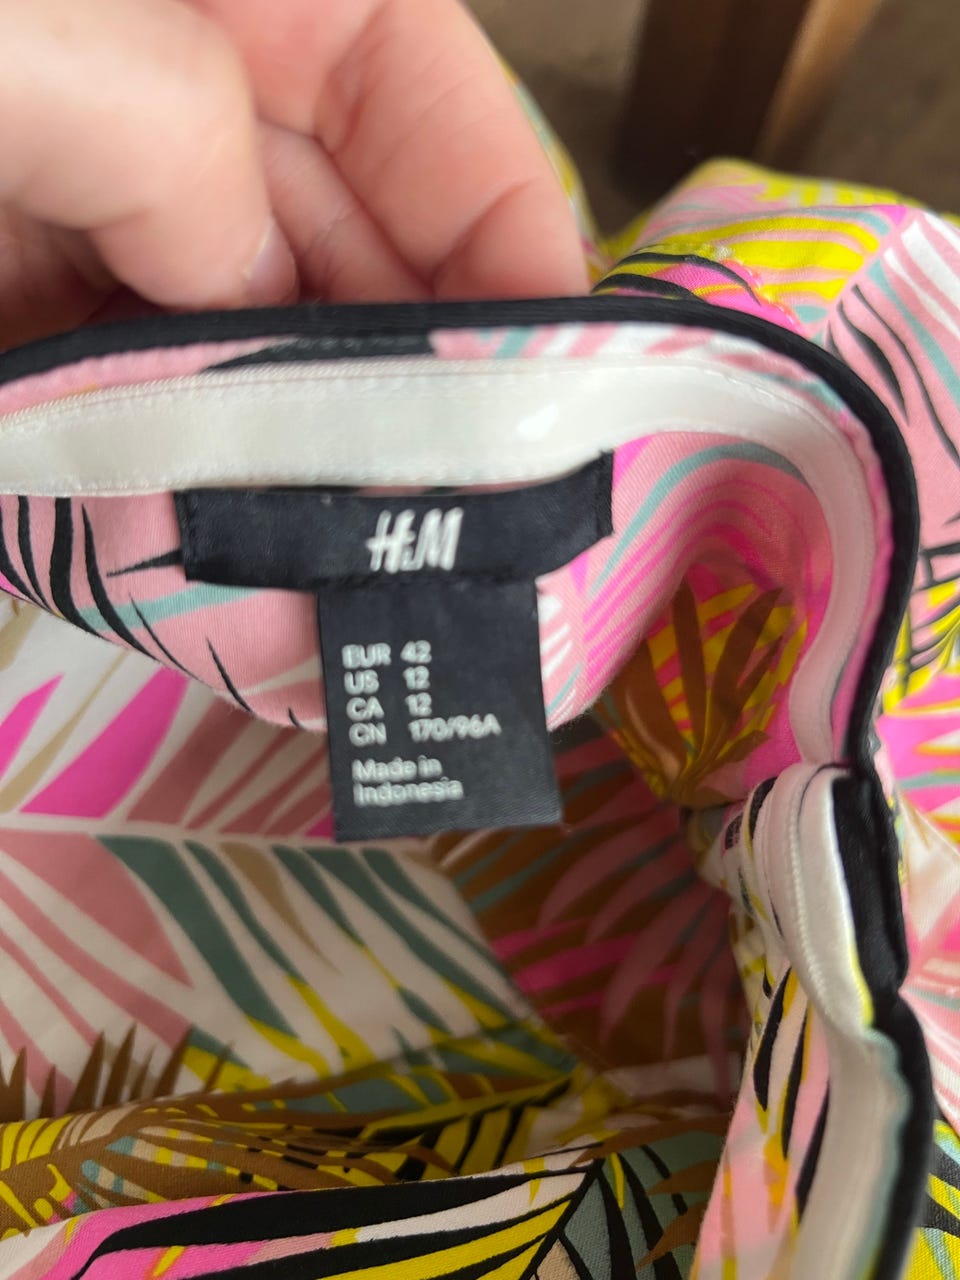 H&M
EUR 42
US 12
CA 12
CN 170/96A
Made in
Indonesia